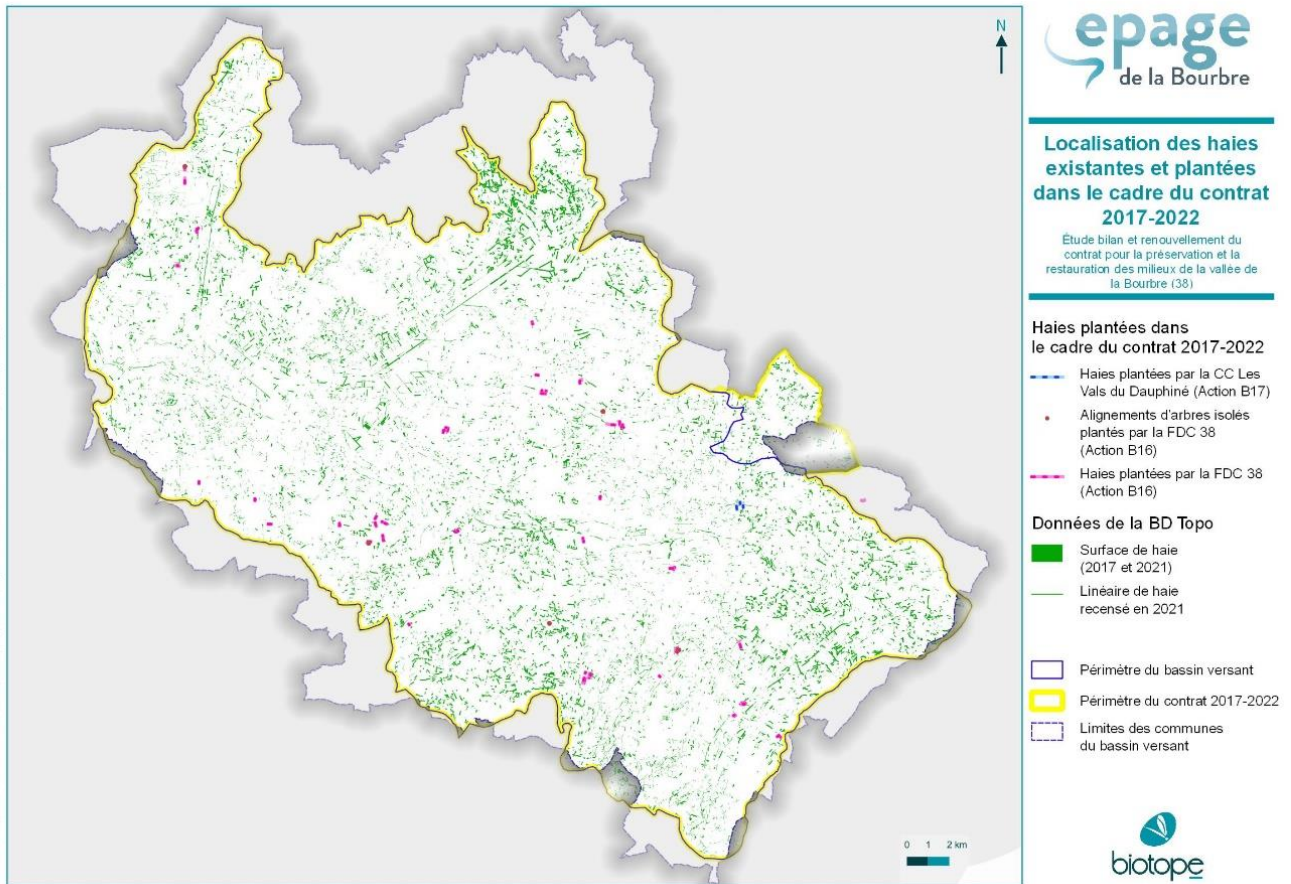 N
epage
de la Bourbre
Localisation des haies
existantes et plantées
dans le cadre du contrat
2017-2022
Étude bilan et renouvellement du
contrat pour la préservation et la
restauration des milieux de la vallée de
la Bourbre (38)
Haies plantées dans
le cadre du contrat 2017-2022
Haies plantées par la CC Les
Vals du Dauphiné (Action B17)
Alignements d'arbres isolés
plantés par la FDC 38
(Action B16)
Haies plantées par la FDC 38
(Action B16)
Données de la BD Topo
Surface de haie
(2017 et 2021)
Linéaire de haie
recensé en 2021
Périmètre du bassin versant
Périmètre du contrat 2017-2022
Limites des communes
du bassin versant
0 1 2 km
biotope